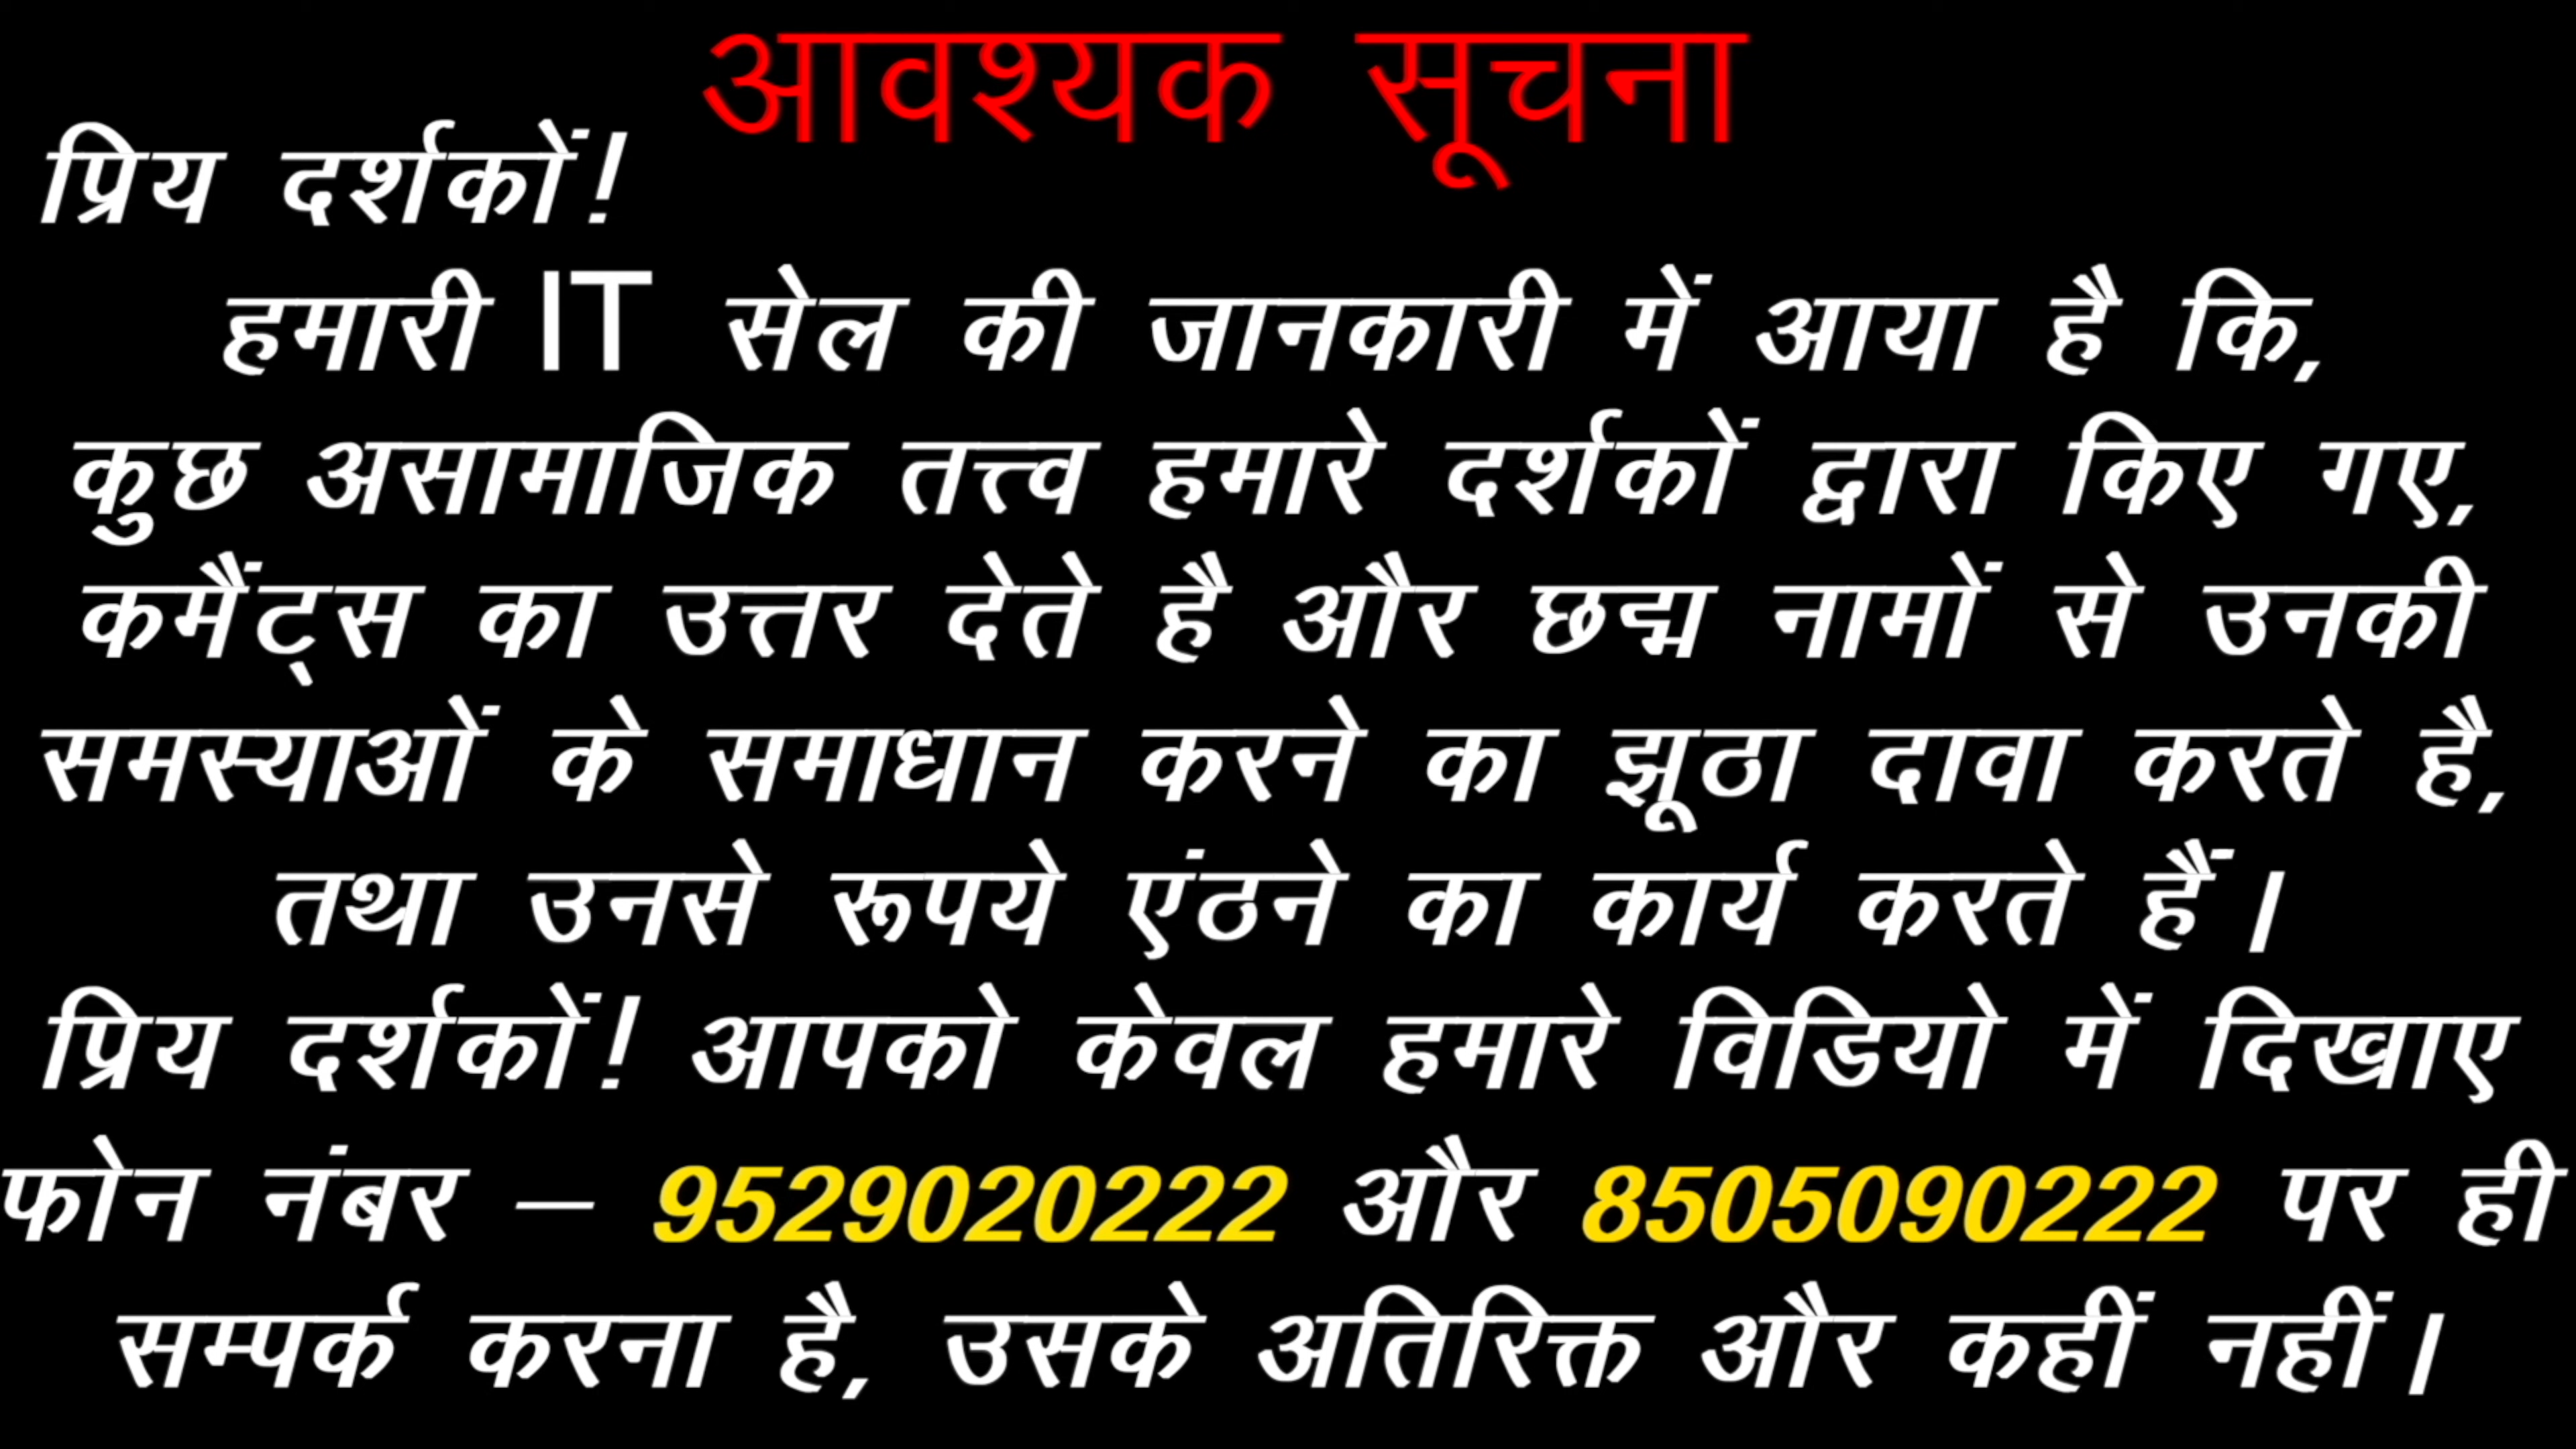 आवश्यक सूचना
प्रिय दर्शकों!
हमारी IT सेल की जानकारी में आया है कि,
कुछ असामाजिक तत्त्व हमारे दर्शकों द्वारा किए गए,
कमैंट्स का उत्तर देते है और छद्म नामों से उनकी
समस्याओं के समाधान करने का झूठा दावा करते है,
तथा उनसे रूपये एंठने का कार्य करते हैं।
प्रिय दर्शकों! आपको केवल हमारे विडियो में दिखाए
फोन नंबर – 9529020222 और 8505090222 पर ही
सम्पर्क करना है, उसके अतिरिक्त और कहीं नहीं।